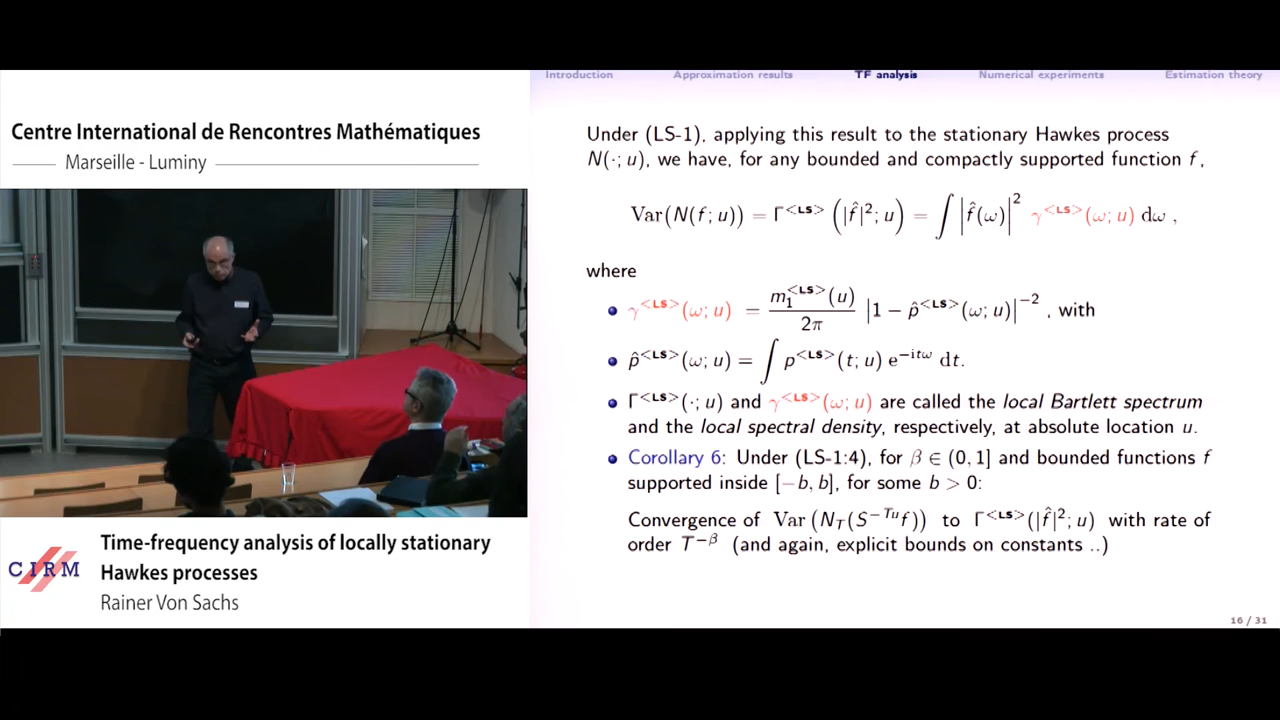 Centre International de Rencontres Mathématiques
Marseille - Luminy
CIRM
Time-frequency analysis of locally stationary
Hawkes processes
Rainer Von Sachs
Introduction Approximation results TF analysis Numerical experiments Estimation theory
Under (LS-1), applying this result to the stationary Hawkes process
N(·; u), we have, for any bounded and compactly supported function f,
Var(N(f; u)) = Γ^{<LS>} (|f̂|²; u) = ∫ |f̂(ω)|² γ^{<LS>}(ω; u) dω ,
where
• γ^{<LS>}(ω; u) = m₁^{<LS>}(u) / 2π |1 − p̂^{<LS>}(ω; u)|^{−2} , with
• p̂^{<LS>}(ω; u) = ∫ p^{<LS>}(t; u) e^{−itω} dt.
• Γ^{<LS>}(·; u) and γ^{<LS>}(ω; u) are called the local Bartlett spectrum
and the local spectral density, respectively, at absolute location u.
• Corollary 6: Under (LS-1:4), for β ∈ (0, 1] and bounded functions f
supported inside [−b, b], for some b > 0:
Convergence of Var (N_T(S^{−Tu}f)) to Γ^{<LS>}(|f̂|²; u) with rate of
order T^{−β} (and again, explicit bounds on constants ..)
16 / 31